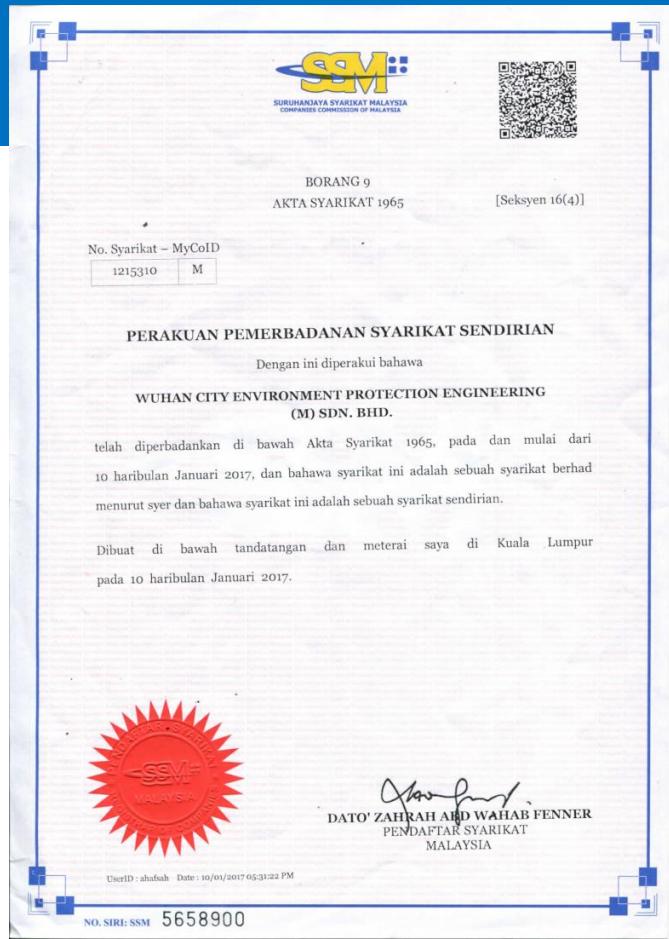 SSM
SURUHANJAYA SYARIKAT MALAYSIA
COMPANIES COMMISSION OF MALAYSIA
BORANG 9
AKTA SYARIKAT 1965
[Seksyen 16(4)]
No. Syarikat – MyCoID
1215310 M
PERAKUAN PEMERBADANAN SYARIKAT SENDIRIAN
Dengan ini diperakui bahawa
WUHAN CITY ENVIRONMENT PROTECTION ENGINEERING
(M) SDN. BHD.
telah diperbadankan di bawah Akta Syarikat 1965, pada dan mulai dari
10 haribulan Januari 2017, dan bahawa syarikat ini adalah sebuah syarikat berhad
menurut syer dan bahawa syarikat ini adalah sebuah syarikat sendirian.
Dibuat di bawah tandatangan dan meterai saya di Kuala Lumpur
pada 10 haribulan Januari 2017.
PENDAFTAR SYARIKAT
SSM
MALAYSIA
DATO' ZAHRAH ABD WAHAB FENNER
PENDAFTAR SYARIKAT
MALAYSIA
UserID : ahafsah Date : 10/01/2017 05:31:22 PM
NO. SIRI: SSM 5658900